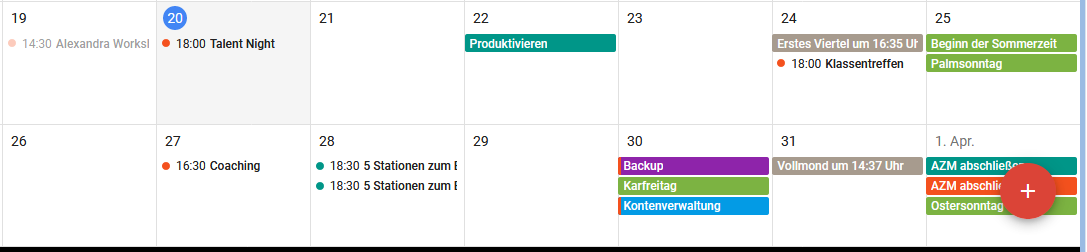 19
20
21
22
23
24
25
14:30 Alexandra Worksl
18:00 Talent Night
Produktivieren
Erstes Viertel um 16:35 Uhr
Beginn der Sommerzeit
18:00 Klassentreffen
Palmsonntag
26
27
28
29
30
31
1. Apr.
16:30 Coaching
18:30 5 Stationen zum E
Backup
Vollmond um 14:37 Uhr
AZM abschließen
18:30 5 Stationen zum E
Karfreitag
AZM abschlie
Kontenverwaltung
Ostersonntag
+